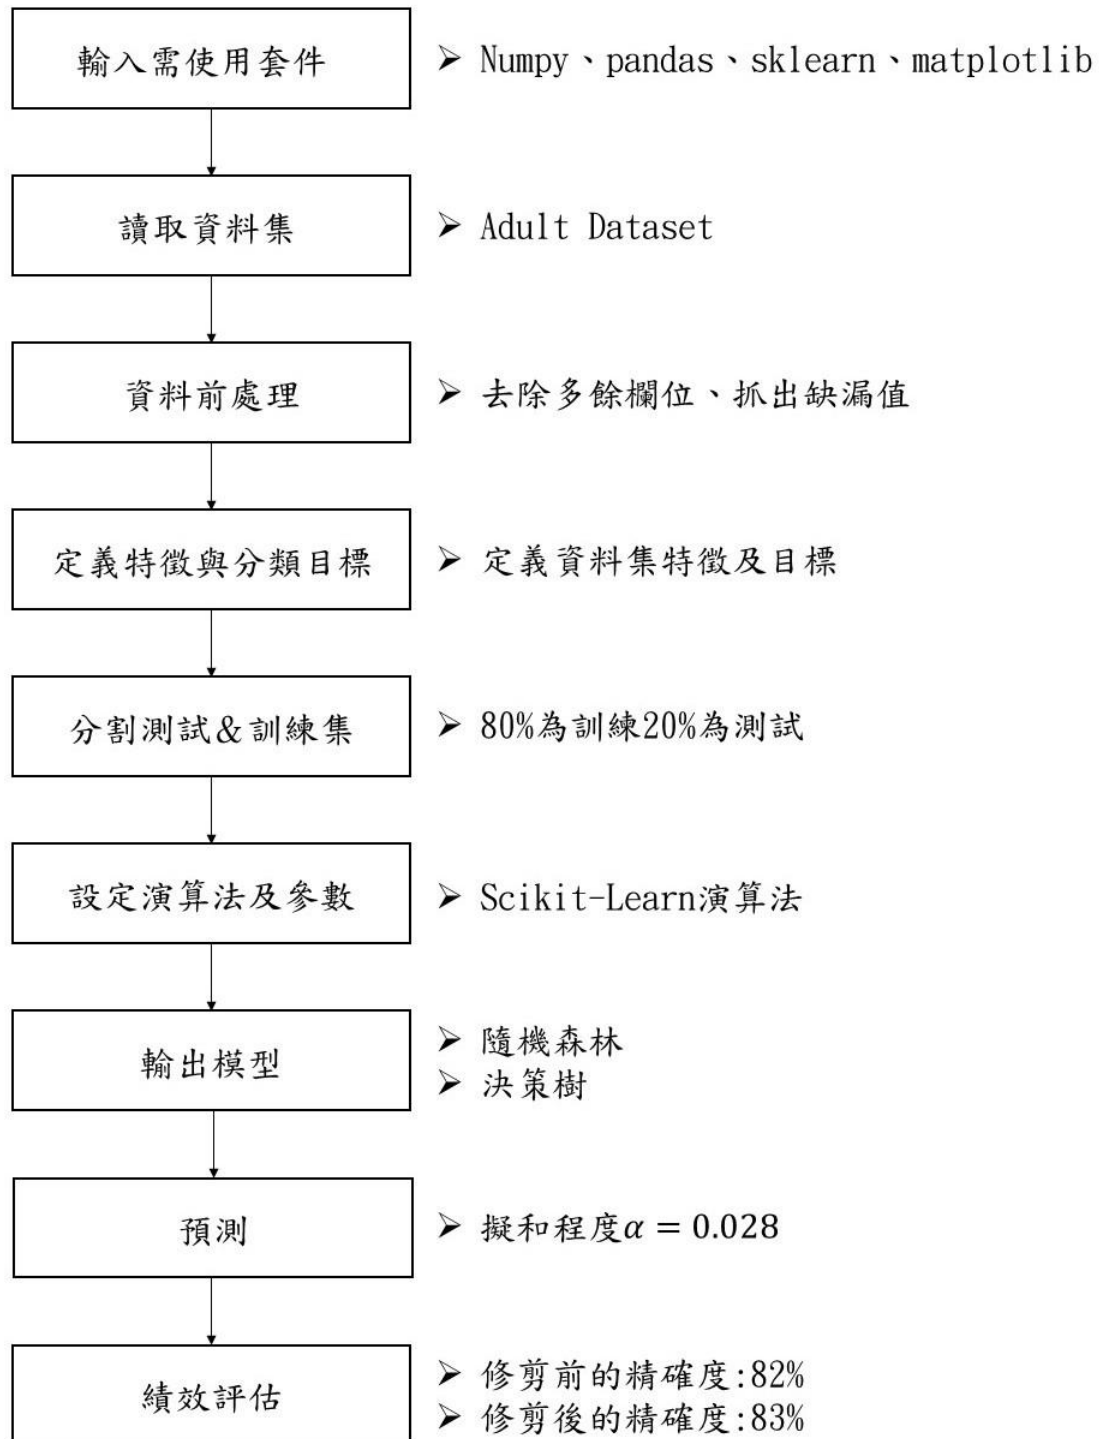 輸入需使用套件
➢ Numpy、pandas、sklearn、matplotlib
讀取資料集
➢ Adult Dataset
資料前處理
➢ 去除多餘欄位、抓出缺漏值
定義特徵與分類目標
➢ 定義資料集特徵及目標
分割測試&訓練集
➢ 80%為訓練20%為測試
設定演算法及參數
➢ Scikit-Learn演算法
輸出模型
➢ 隨機森林
➢ 決策樹
預測
➢ 擬和程度α = 0.028
績效評估
➢ 修剪前的精確度:82%
➢ 修剪後的精確度:83%